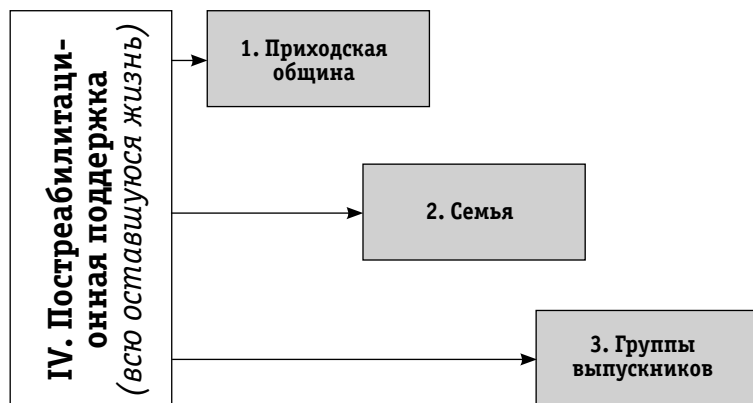 IV. Постреабилитаци-
онная поддержка
(всю оставшуюся жизнь)
1. Приходская
община
2. Семья
3. Группы
выпускников